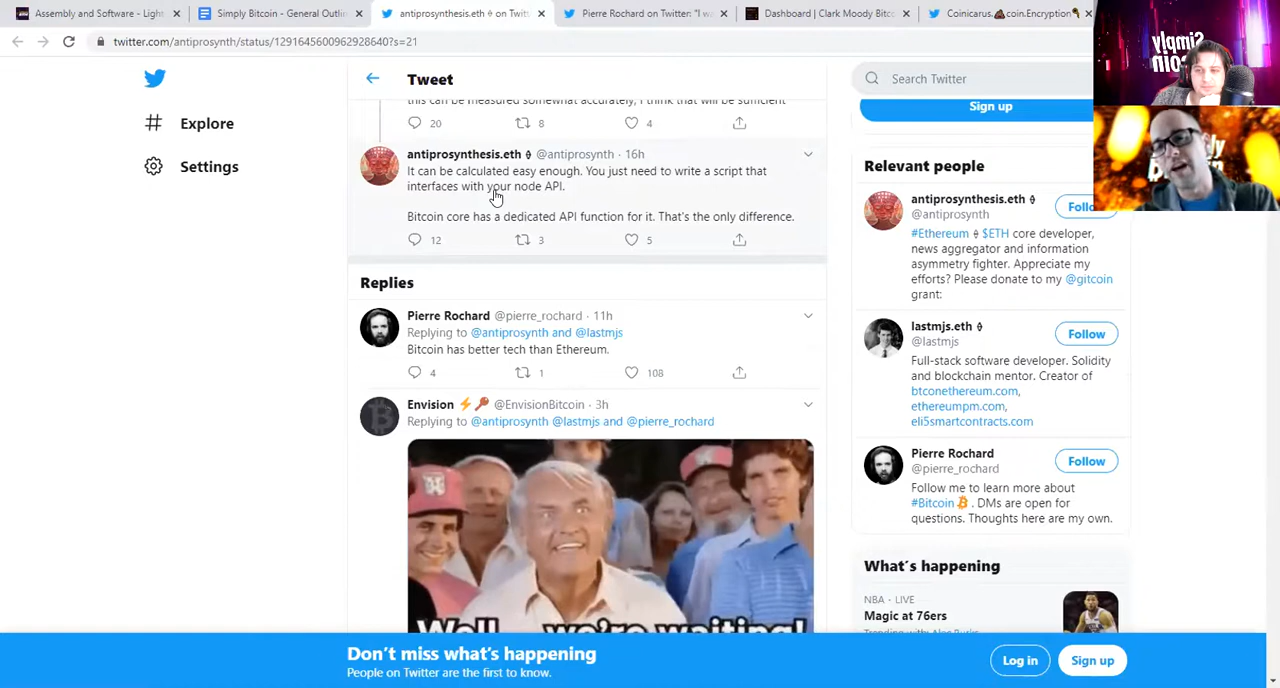 Assembly and Software - Light
Simply Bitcoin - General Outlin
antiprosynthesis.eth on Twitt
Pierre Rochard on Twitter: "I wa
Dashboard | Clark Moody Bitco
Coinicarus. coin.Encryption
twitter.com/antiprosynth/status/1291645600962928640?s=21
Explore
Settings
Tweet
this can be measured somewhat accurately, I think that will be sufficient
20 8 4
antiprosynthesis.eth @antiprosynth · 16h
It can be calculated easy enough. You just need to write a script that
interfaces with your node API.
Bitcoin core has a dedicated API function for it. That's the only difference.
12 3 5
Replies
Pierre Rochard @pierre_rochard · 11h
Replying to @antiprosynth and @lastmjs
Bitcoin has better tech than Ethereum.
4 1 108
Envision @EnvisionBitcoin · 3h
Replying to @antiprosynth @lastmjs and @pierre_rochard
Well... we're waiting!
Search Twitter
Sign up
Relevant people
antiprosynthesis.eth
@antiprosynth
Follo
#Ethereum $ETH core developer,
news aggregator and information
asymmetry fighter. Appreciate my
efforts? Please donate to my @gitcoin
grant:
lastmjs.eth
@lastmjs
Follow
Full-stack software developer. Solidity
and blockchain mentor. Creator of
btconethereum.com,
ethereumpm.com,
eli5smartcontracts.com
Pierre Rochard
@pierre_rochard
Follow
Follow me to learn more about
#Bitcoin . DMs are open for
questions. Thoughts here are my own.
What's happening
NBA · LIVE
Magic at 76ers
Don't miss what's happening
People on Twitter are the first to know.
Log in
Sign up